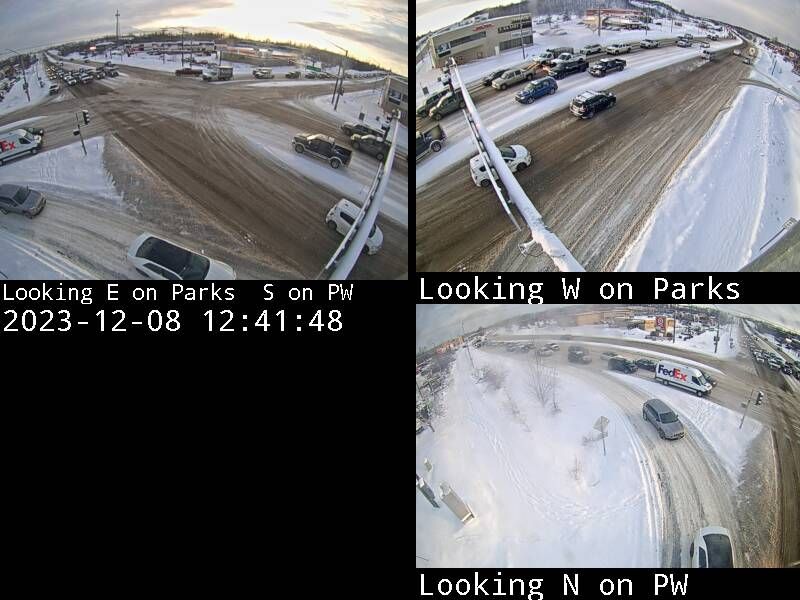 FedEx
Looking E on Parks  S on PW
2023-12-08 12:41:48
Looking W on Parks
FedEx
Looking N on PW